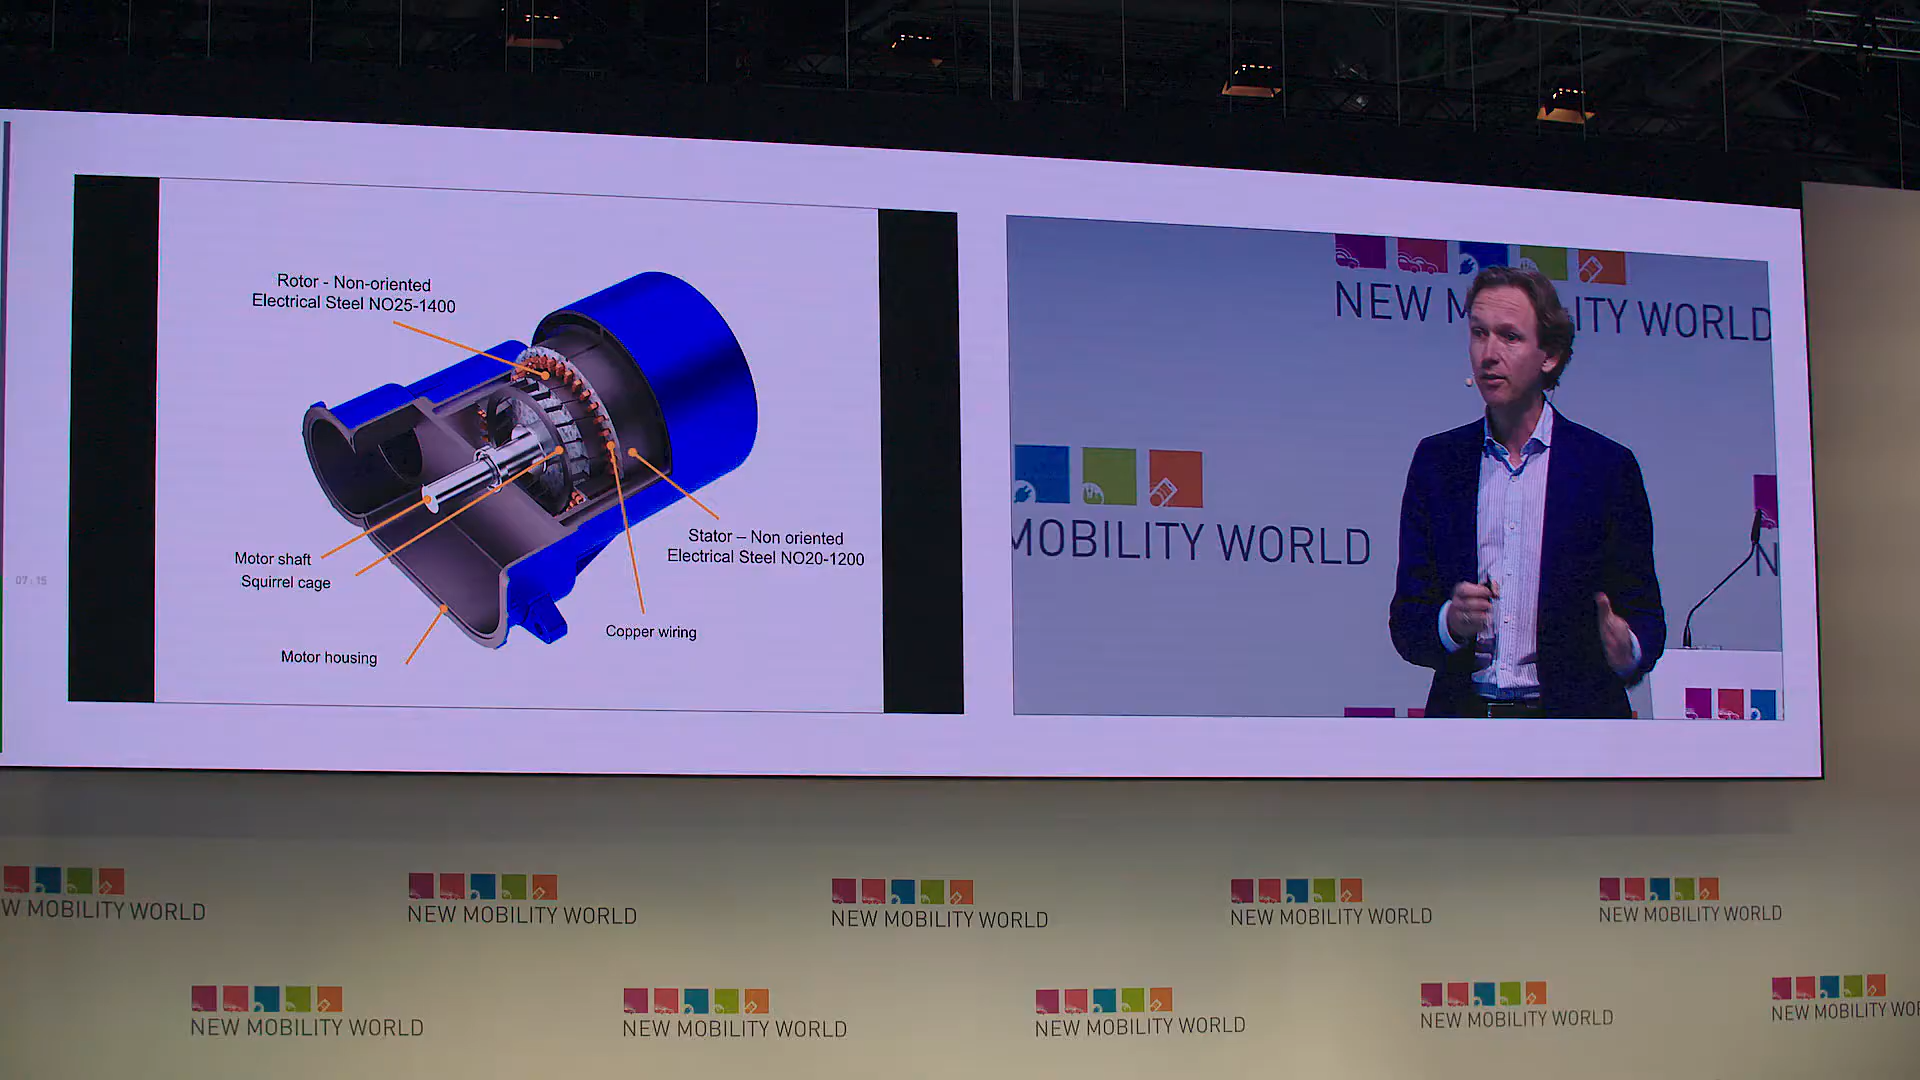 Rotor - Non-oriented
Electrical Steel NO25-1400
Stator – Non oriented
Electrical Steel NO20-1200
Motor shaft
Squirrel cage
Copper wiring
Motor housing
07:15
NEW M ITY WORLD
MOBILITY WORLD
N
W MOBILITY WORLD
NEW MOBILITY WORLD
NEW MOBILITY WORLD
NEW MOBILITY WORLD
NEW MOBILITY WORLD
NEW MOBILITY WORLD
NEW MOBILITY WORLD
NEW MOBILITY WORLD
NEW MOBILITY WORLD
NEW MOBILITY WO